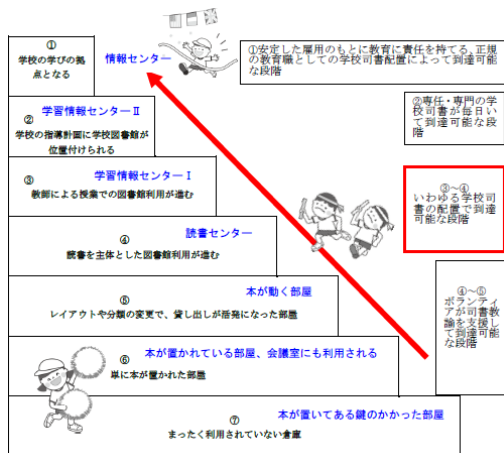 ①
学校の学びの拠
点となる
情報センター
①安定した雇用のもとに教育に責任を持てる、正規
の教育職としての学校司書配置によって到達可能な
段階
学習情報センターⅡ
②
学校の指導計画に学校図書館が
位置付けられる
②専任・専門の学
校司書が毎日い
て到達可能な段
階
学習情報センターⅠ
③
教師による授業での図書館利用が進む
③～④
いわゆる学校司
書の配置で到達
可能な段階
読書センター
④
読書を主体とした図書館利用が進む
本が動く部屋
⑤
レイアウトや分類の変更で、貸し出しが活発になった部屋
④～⑤
ボランティ
アが司書教
諭を支援し
て到達可能
な段階
本が置かれている部屋、会議室にも利用される
⑥
単に本が置かれた部屋
本が置いてある鍵のかかった部屋
⑦
まったく利用されていない倉庫